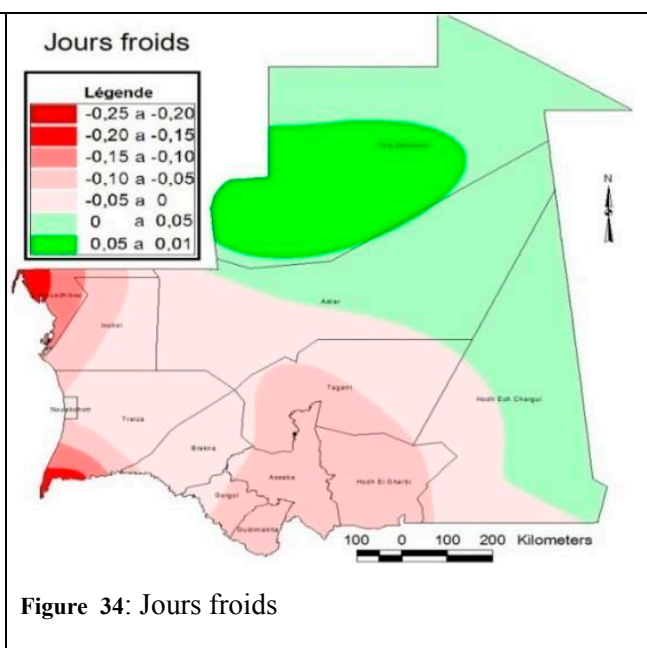 Jours froids
Légende
-0,25 a -0,20
-0,20 a -0,15
-0,15 a -0,10
-0,10 a -0,05
-0,05 a 0
0 a 0,05
0,05 a 0,01
N
Adrar
Inchiri
Tagant
Hodh Ech Chargui
Nouakchott
Trarza
Brakna
Assaba
Hodh El Gharbi
Gorgol
Guidimakha
100 0 100 200 Kilometers
Figure 34: Jours froids